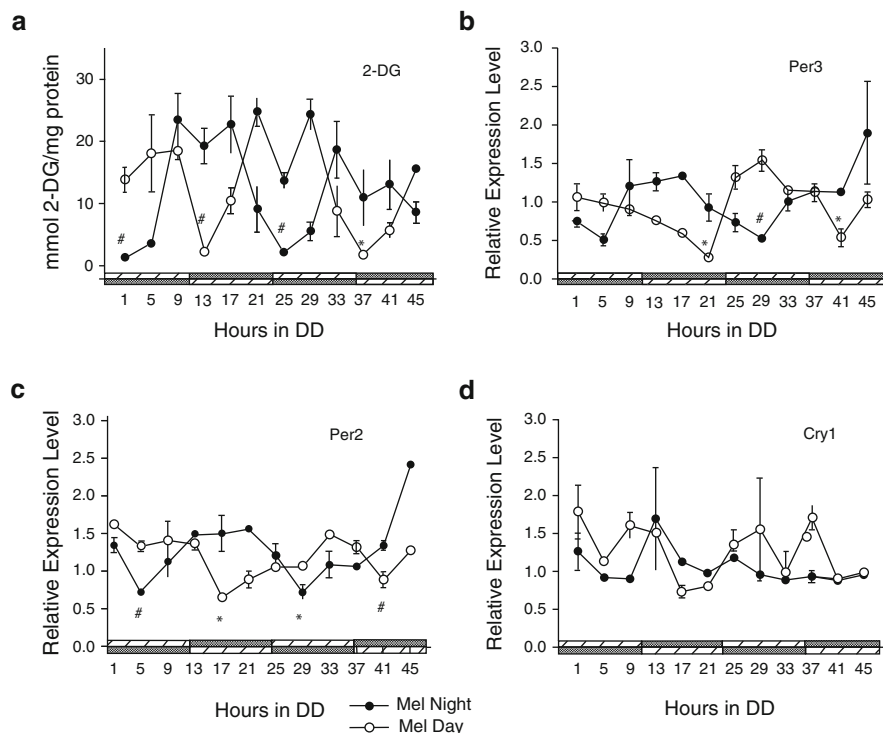 a
2-DG
mmol 2-DG/mg protein
30
20
10
0
#
#
#
*
1 5 9 13 17 21 25 29 33 37 41 45
Hours in DD
b
Per3
Relative Expression Level
3.0
2.5
2.0
1.5
1.0
0.5
0.0
*
#
*
1 5 9 13 17 21 25 29 33 37 41 45
Hours in DD
c
Per2
Relative Expression Level
3.0
2.5
2.0
1.5
1.0
0.5
0.0
#
*
*
#
1 5 9 13 17 21 25 29 33 37 41 45
Hours in DD
d
Cry1
Relative Expression Level
3.0
2.5
2.0
1.5
1.0
0.5
0.0
1 5 9 13 17 21 25 29 33 37 41 45
Hours in DD
Mel Night
Mel Day